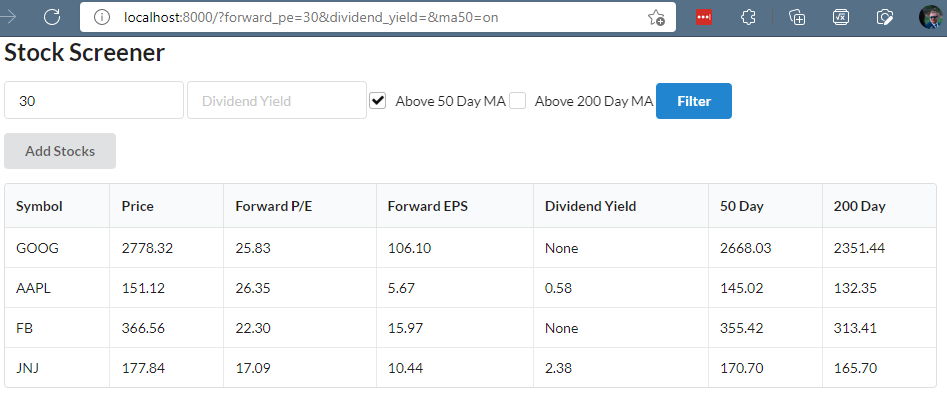 localhost:8000/?forward_pe=30&dividend_yield=&ma50=on
Stock Screener
30 Dividend Yield Above 50 Day MA Above 200 Day MA Filter
Add Stocks
Symbol Price Forward P/E Forward EPS Dividend Yield 50 Day 200 Day
GOOG 2778.32 25.83 106.10 None 2668.03 2351.44
AAPL 151.12 26.35 5.67 0.58 145.02 132.35
FB 366.56 22.30 15.97 None 355.42 313.41
JNJ 177.84 17.09 10.44 2.38 170.70 165.70